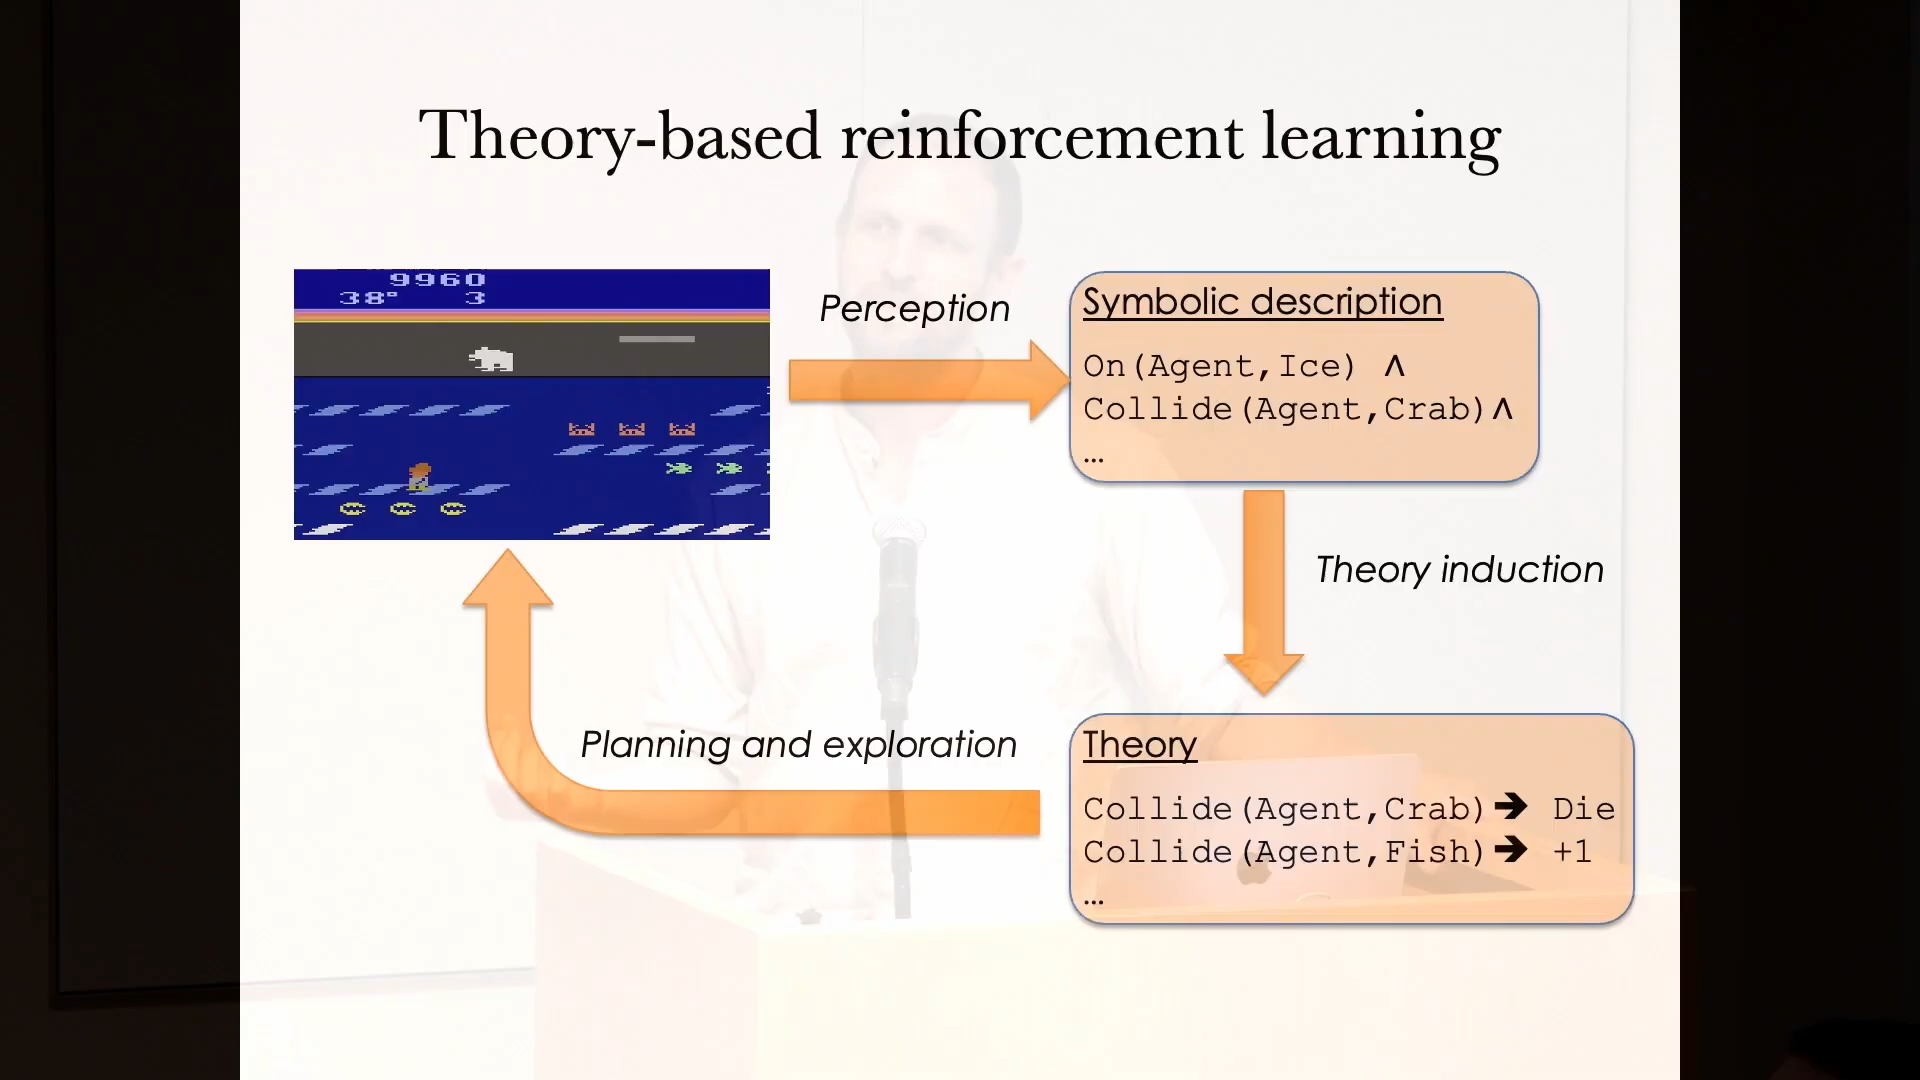 Theory-based reinforcement learning
9960
38° 3
Perception
Symbolic description
On(Agent,Ice) ∧
Collide(Agent,Crab)∧
…
Theory induction
Planning and exploration
Theory
Collide(Agent,Crab)➔ Die
Collide(Agent,Fish)➔ +1
…